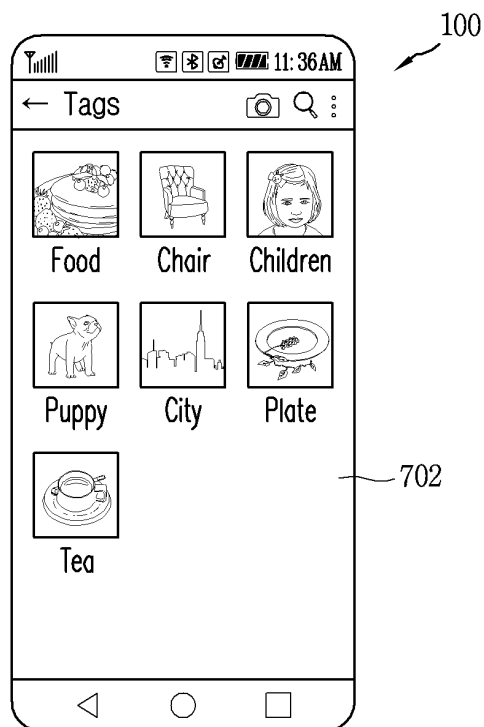 100
11:36AM
← Tags
Food Chair Children
Puppy City Plate
702
Tea